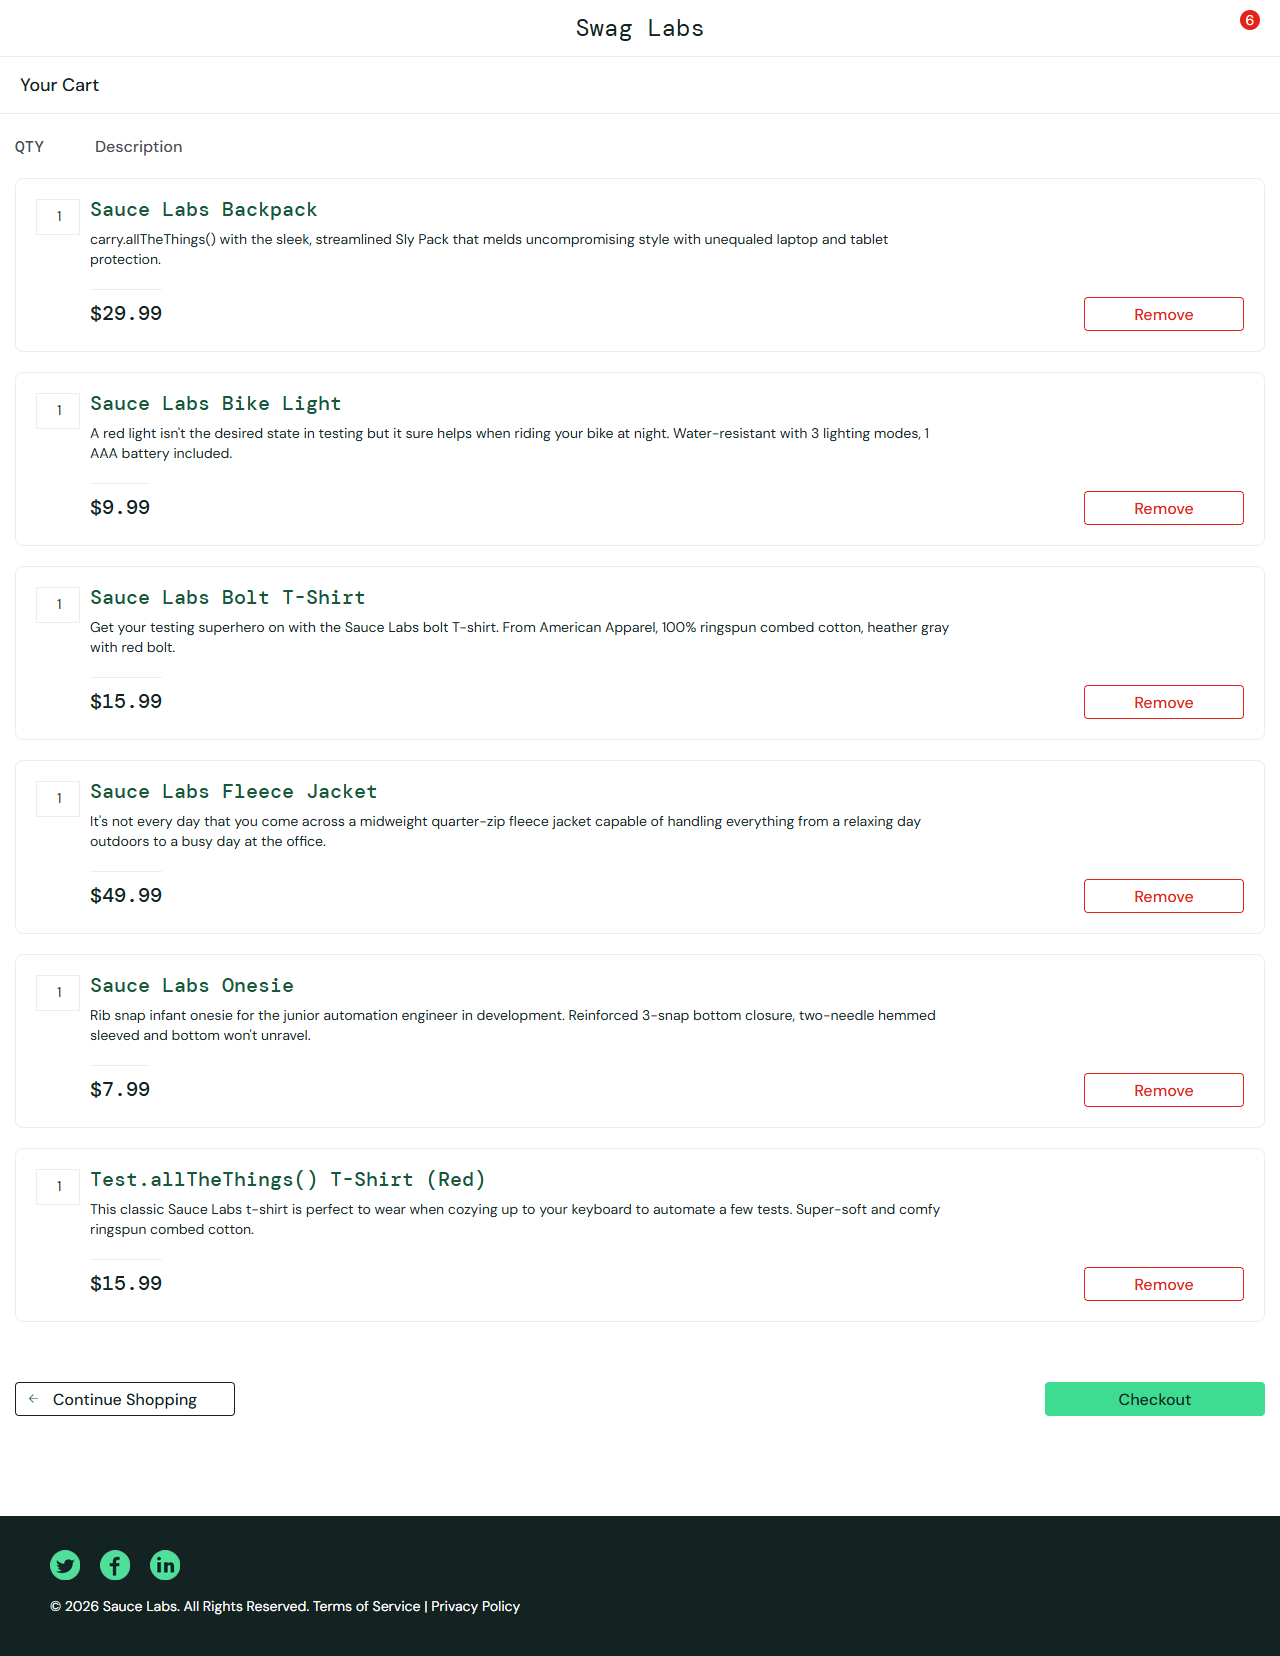 Swag Labs
6
Your Cart
QTY Description
1
Sauce Labs Backpack
carry.allTheThings() with the sleek, streamlined Sly Pack that melds uncompromising style with unequaled laptop and tablet
protection.
$29.99
Remove
1
Sauce Labs Bike Light
A red light isn't the desired state in testing but it sure helps when riding your bike at night. Water-resistant with 3 lighting modes, 1
AAA battery included.
$9.99
Remove
1
Sauce Labs Bolt T-Shirt
Get your testing superhero on with the Sauce Labs bolt T-shirt. From American Apparel, 100% ringspun combed cotton, heather gray
with red bolt.
$15.99
Remove
1
Sauce Labs Fleece Jacket
It's not every day that you come across a midweight quarter-zip fleece jacket capable of handling everything from a relaxing day
outdoors to a busy day at the office.
$49.99
Remove
1
Sauce Labs Onesie
Rib snap infant onesie for the junior automation engineer in development. Reinforced 3-snap bottom closure, two-needle hemmed
sleeved and bottom won't unravel.
$7.99
Remove
1
Test.allTheThings() T-Shirt (Red)
This classic Sauce Labs t-shirt is perfect to wear when cozying up to your keyboard to automate a few tests. Super-soft and comfy
ringspun combed cotton.
$15.99
Remove
Continue Shopping
Checkout
© 2026 Sauce Labs. All Rights Reserved. Terms of Service | Privacy Policy